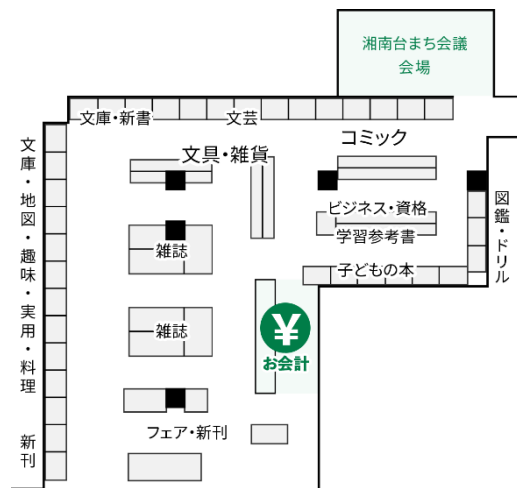 湘南台まち会議
会場
文庫・新書
文芸
コミック
文具・雑貨
文庫・地図・趣味・実用・料理
新刊
ビジネス・資格
学習参考書
図鑑・ドリル
雑誌
子どもの本
雑誌
¥
お会計
フェア・新刊